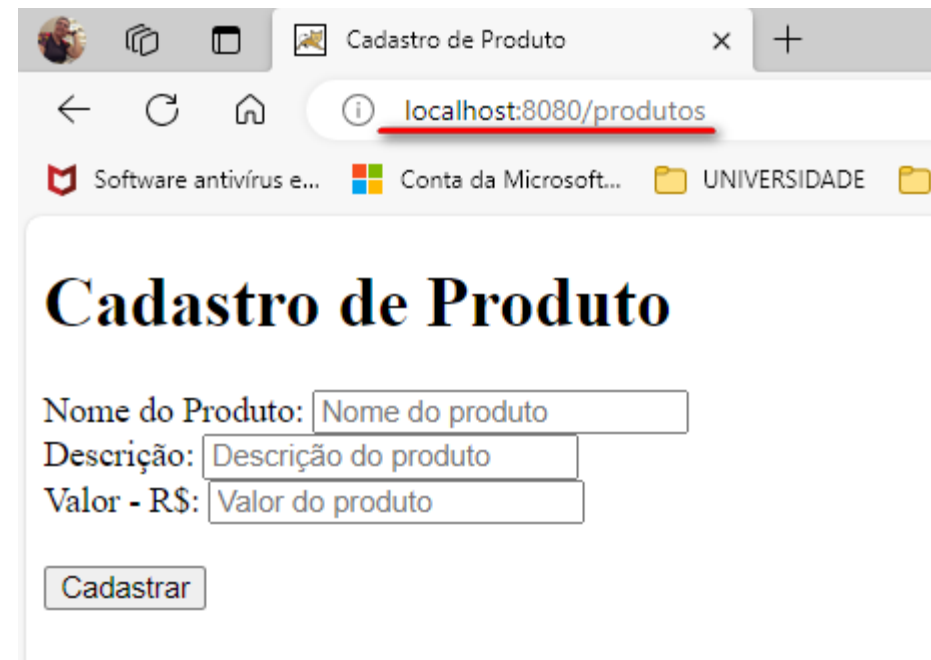 Cadastro de Produto
localhost:8080/produtos
Software antivírus e... Conta da Microsoft... UNIVERSIDADE
Cadastro de Produto
Nome do Produto: Nome do produto
Descrição: Descrição do produto
Valor - R$: Valor do produto
Cadastrar